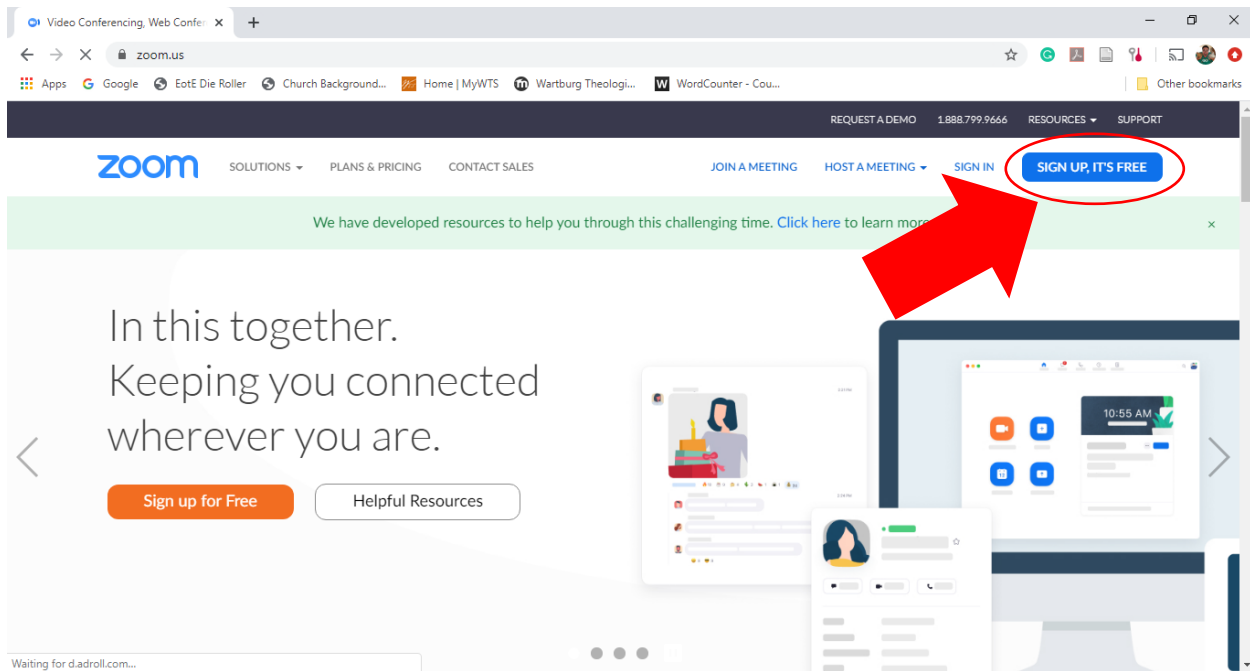 Video Conferencing, Web Confer
zoom.us
Apps Google EotE Die Roller Church Background... Home | MyWTS Wartburg Theologi... WordCounter - Cou... Other bookmarks
REQUEST A DEMO 1.888.799.9666 RESOURCES SUPPORT
zoom SOLUTIONS PLANS & PRICING CONTACT SALES JOIN A MEETING HOST A MEETING SIGN IN SIGN UP, IT'S FREE
We have developed resources to help you through this challenging time. Click here to learn more
In this together.
Keeping you connected
wherever you are.
Sign up for Free Helpful Resources
10:55 AM
Waiting for d.adroll.com...